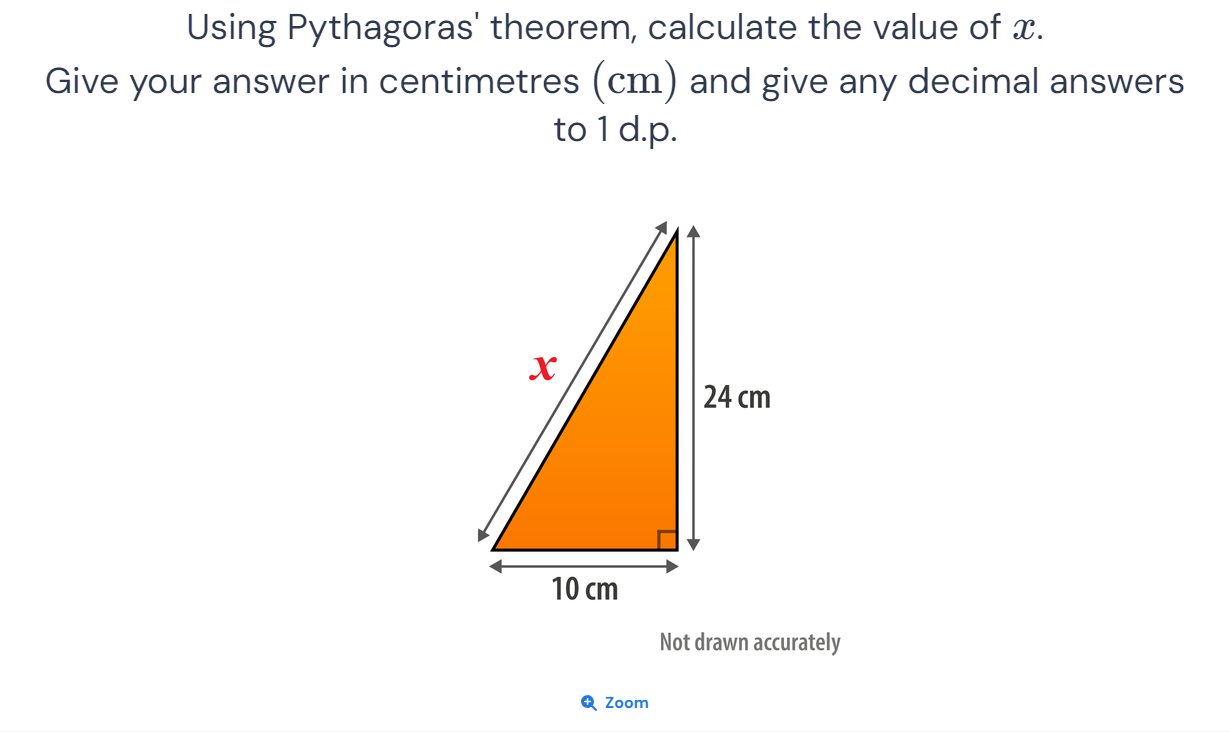 Using Pythagoras' theorem, calculate the value of x.
Give your answer in centimetres (cm) and give any decimal answers
to 1 d.p.
x
24 cm
10 cm
Not drawn accurately
Zoom